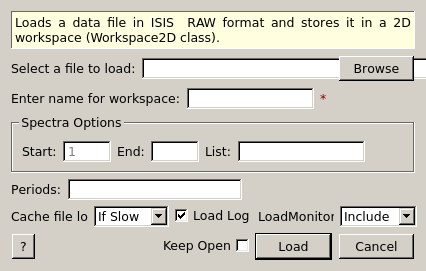 Loads a data file in ISIS RAW format and stores it in a 2D
workspace (Workspace2D class).
Select a file to load: Browse
Enter name for workspace: *
Spectra Options
Start: 1 End: List:
Periods:
Cache file lo If Slow Load Log LoadMonitor Include
? Keep Open Load Cancel